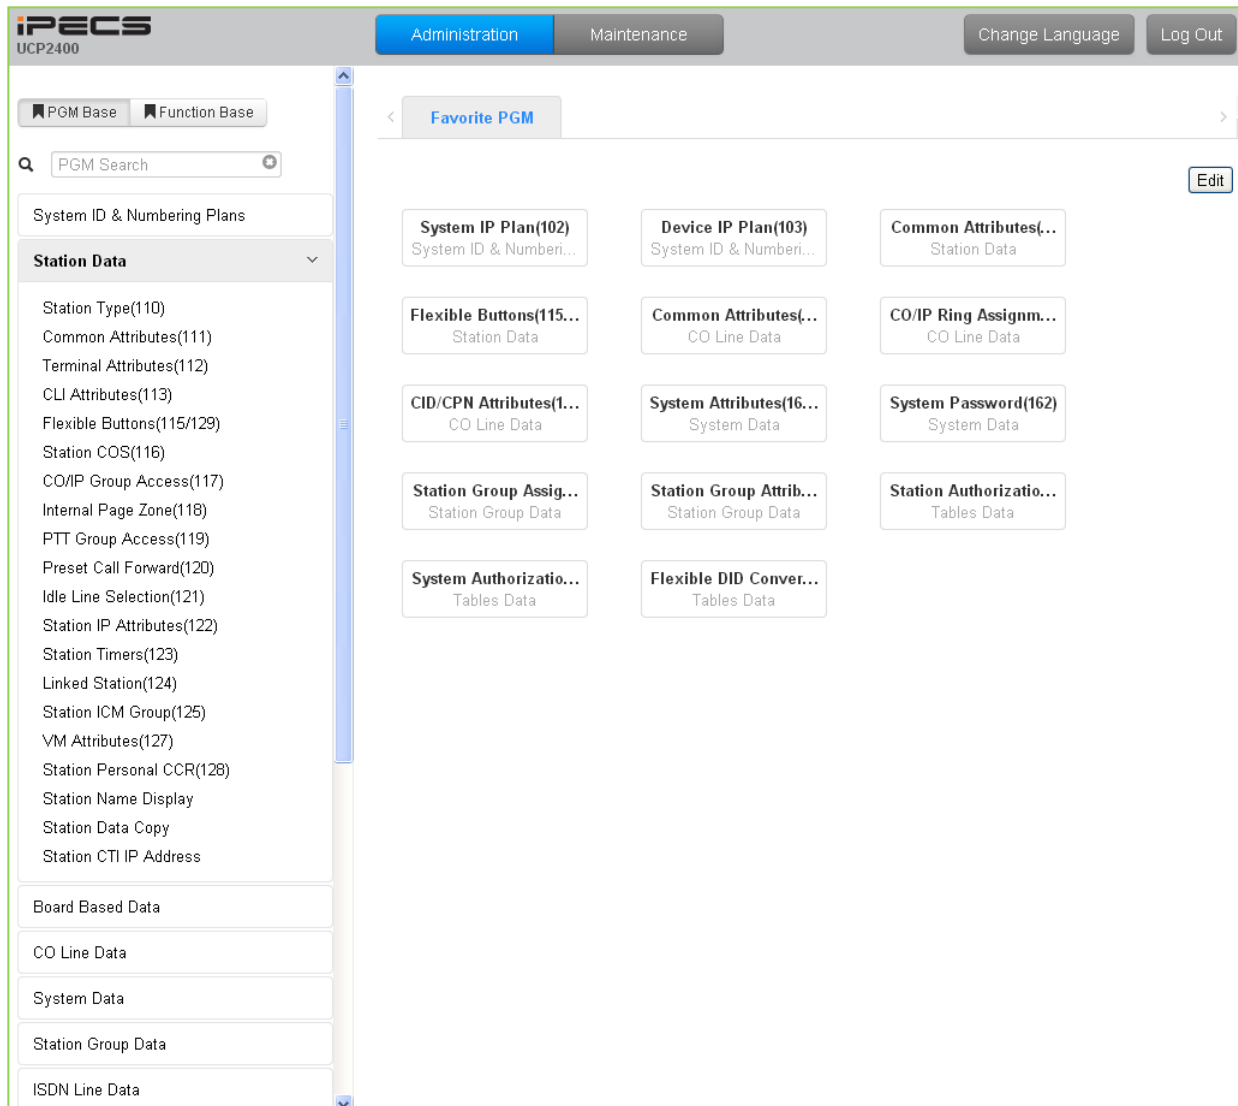 iPECS
UCP2400
Administration
Maintenance
Change Language
Log Out
PGM Base
Function Base
PGM Search
System ID & Numbering Plans
Station Data
Station Type(110)
Common Attributes(111)
Terminal Attributes(112)
CLI Attributes(113)
Flexible Buttons(115/129)
Station COS(116)
CO/IP Group Access(117)
Internal Page Zone(118)
PTT Group Access(119)
Preset Call Forward(120)
Idle Line Selection(121)
Station IP Attributes(122)
Station Timers(123)
Linked Station(124)
Station ICM Group(125)
VM Attributes(127)
Station Personal CCR(128)
Station Name Display
Station Data Copy
Station CTI IP Address
Board Based Data
CO Line Data
System Data
Station Group Data
ISDN Line Data
Favorite PGM
Edit
System IP Plan(102)
System ID & Numberi...
Device IP Plan(103)
System ID & Numberi...
Common Attributes(...
Station Data
Flexible Buttons(115...
Station Data
Common Attributes(...
CO Line Data
CO/IP Ring Assignm...
CO Line Data
CID/CPN Attributes(1...
CO Line Data
System Attributes(16...
System Data
System Password(162)
System Data
Station Group Assig...
Station Group Data
Station Group Attrib...
Station Group Data
Station Authorizatio...
Tables Data
System Authorizatio...
Tables Data
Flexible DID Conver...
Tables Data